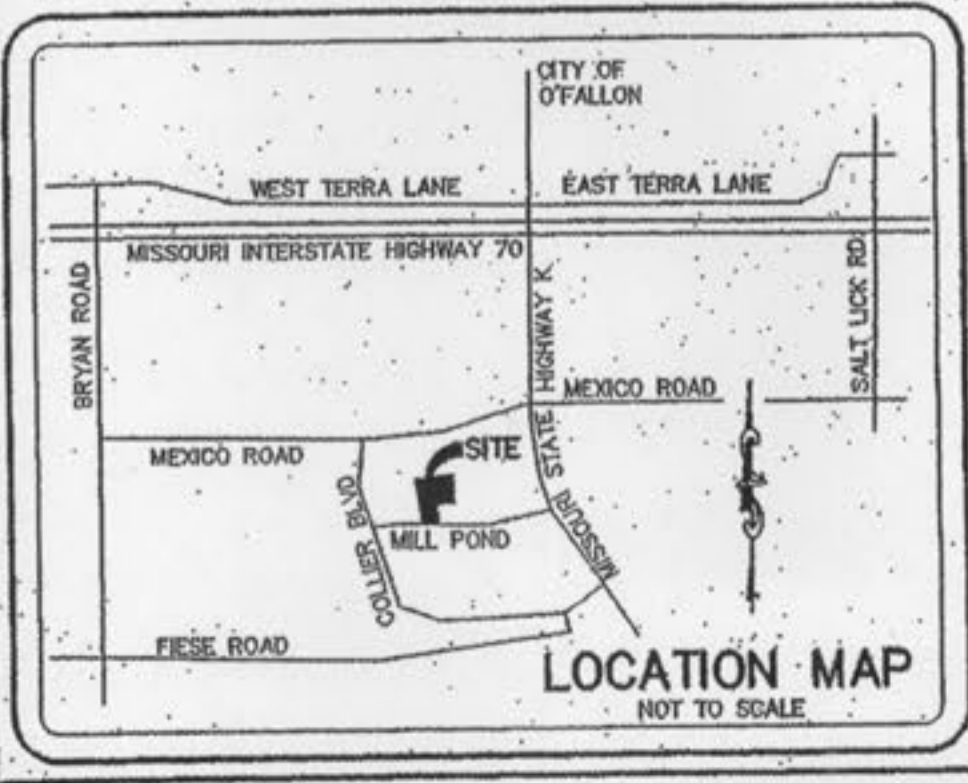 CITY OF
O'FALLON
WEST TERRA LANE
EAST TERRA LANE
MISSOURI INTERSTATE HIGHWAY 70
BRYAN ROAD
MISSOURI STATE HIGHWAY K
SALT LICK RD.
MEXICO ROAD
MEXICO ROAD
SITE
COLLIER BLVD
MILL POND
FIESE ROAD
LOCATION MAP
NOT TO SCALE